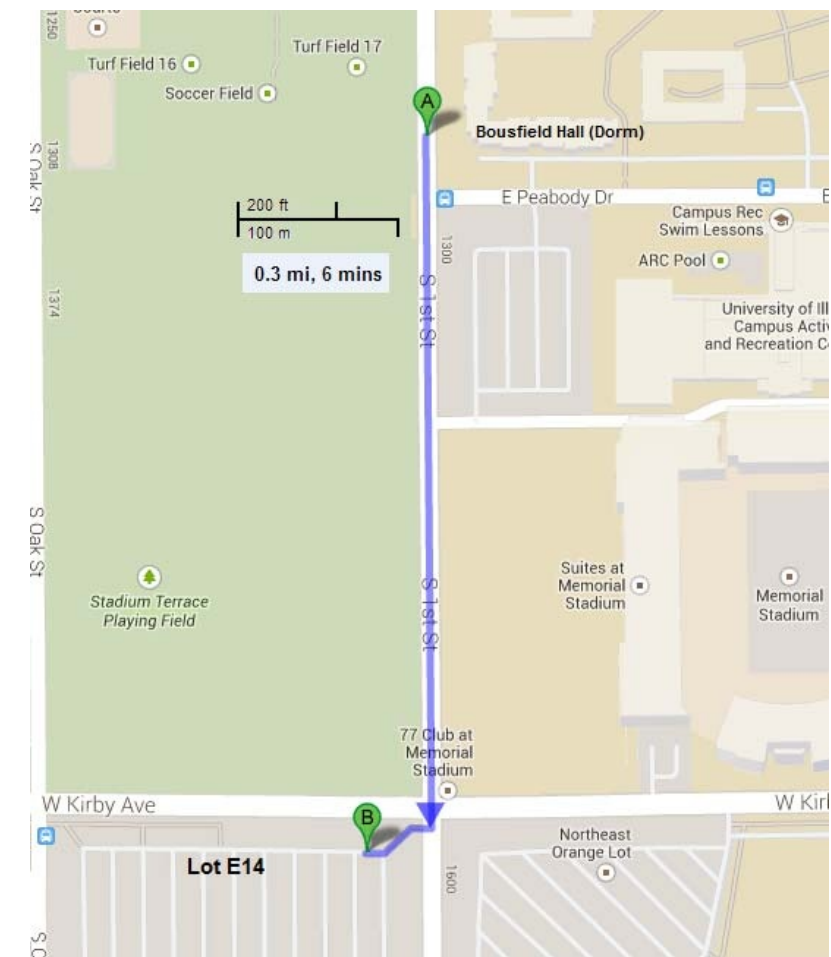 1250
Turf Field 16
Turf Field 17
Soccer Field
A
Bousfield Hall (Dorm)
1308
S Oak St
E Peabody Dr
E
200 ft
100 m
0.3 mi, 6 mins
Campus Rec
Swim Lessons
ARC Pool
1300
1374
S 1st St
University of Ill
Campus Activ
and Recreation C
S Oak St
Stadium Terrace
Playing Field
S 1st St
Suites at
Memorial
Stadium
Memorial
Stadium
77 Club at
Memorial
Stadium
W Kirby Ave
W Kirl
B
Lot E14
Northeast
Orange Lot
1600